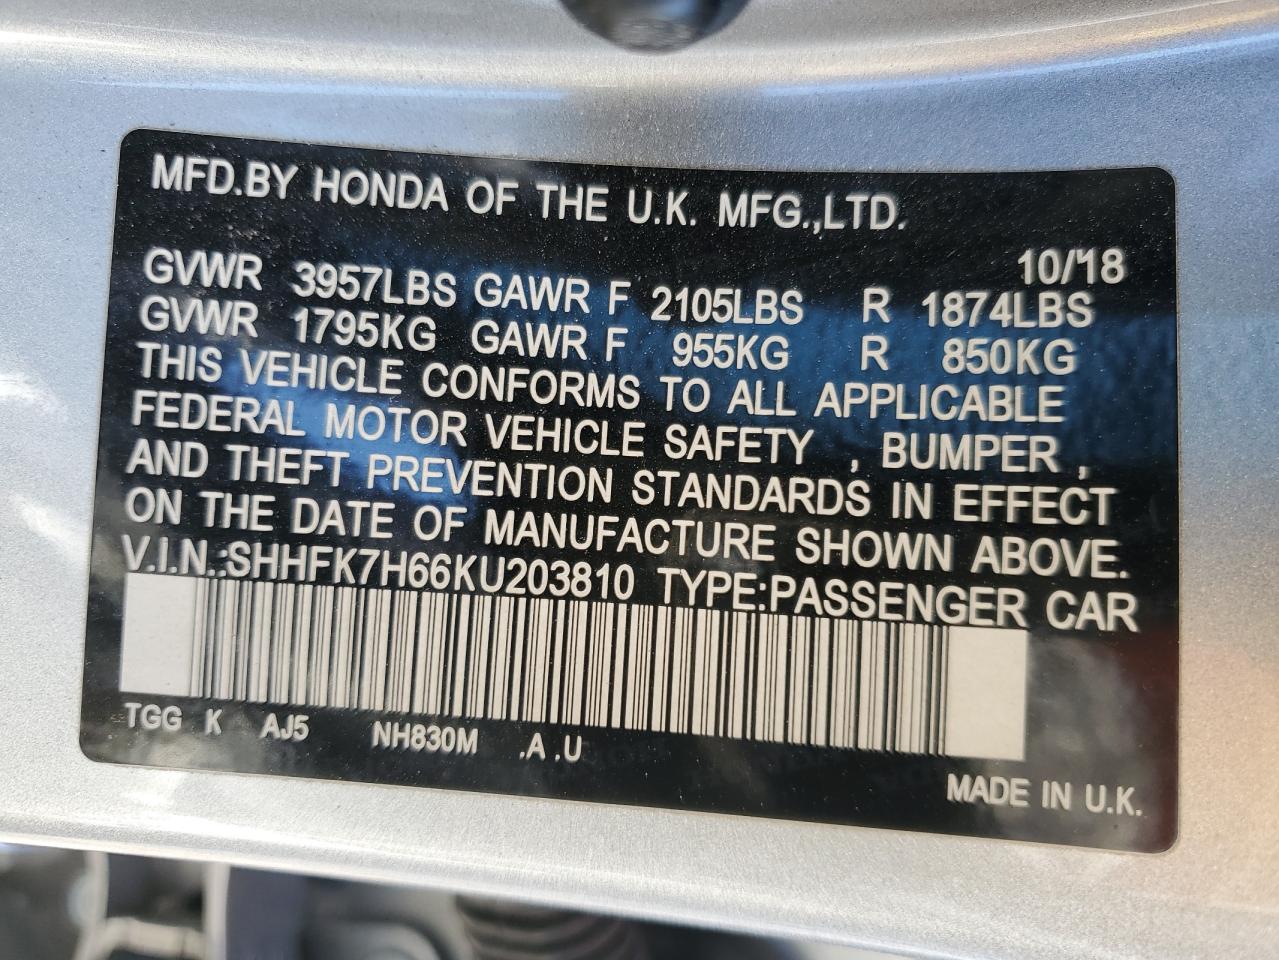 MFD.BY HONDA OF THE U.K. MFG.,LTD.
10/'18
GVWR 3957LBS GAWR F 2105LBS R 1874LBS
GVWR 1795KG GAWR F 955KG R 850KG
THIS VEHICLE CONFORMS TO ALL APPLICABLE
FEDERAL MOTOR VEHICLE SAFETY , BUMPER ,
AND THEFT PREVENTION STANDARDS IN EFFECT
ON THE DATE OF MANUFACTURE SHOWN ABOVE.
V.I.N.:SHHFK7H66KU203810 TYPE:PASSENGER CAR
TGG K AJ5 NH830M .A .U
MADE IN U.K.